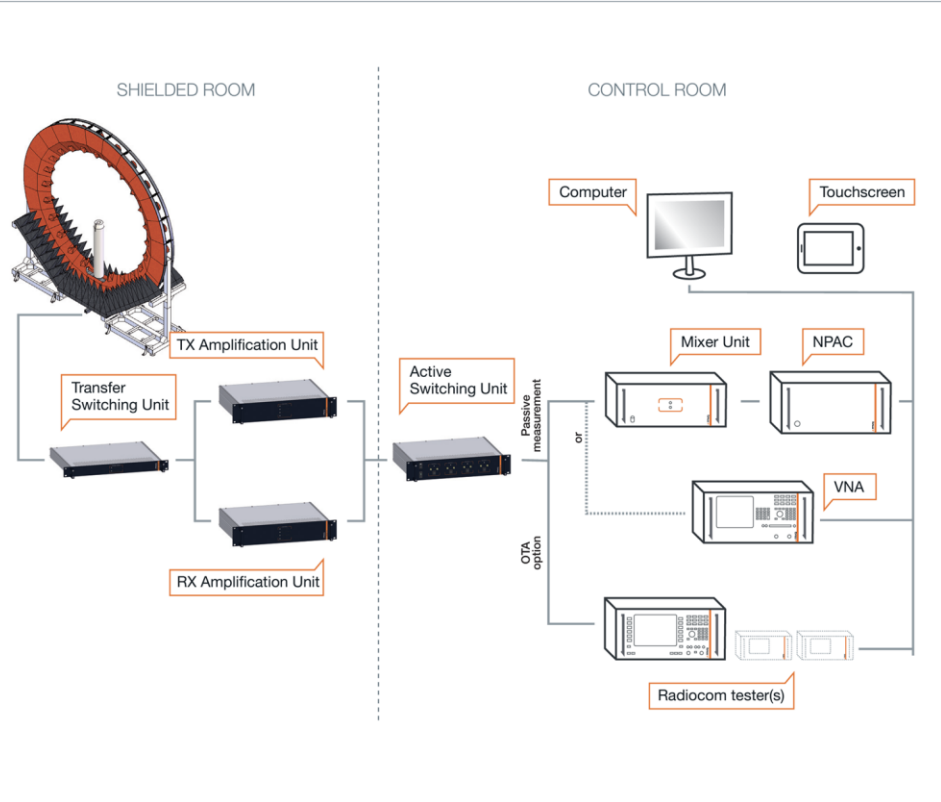 SHIELDED ROOM
CONTROL ROOM
Computer
Touchscreen
TX Amplification Unit
Mixer Unit
NPAC
Transfer
Switching Unit
Active
Switching Unit
Passive
measurement
or
VNA
OTA
option
RX Amplification Unit
Radiocom tester(s)